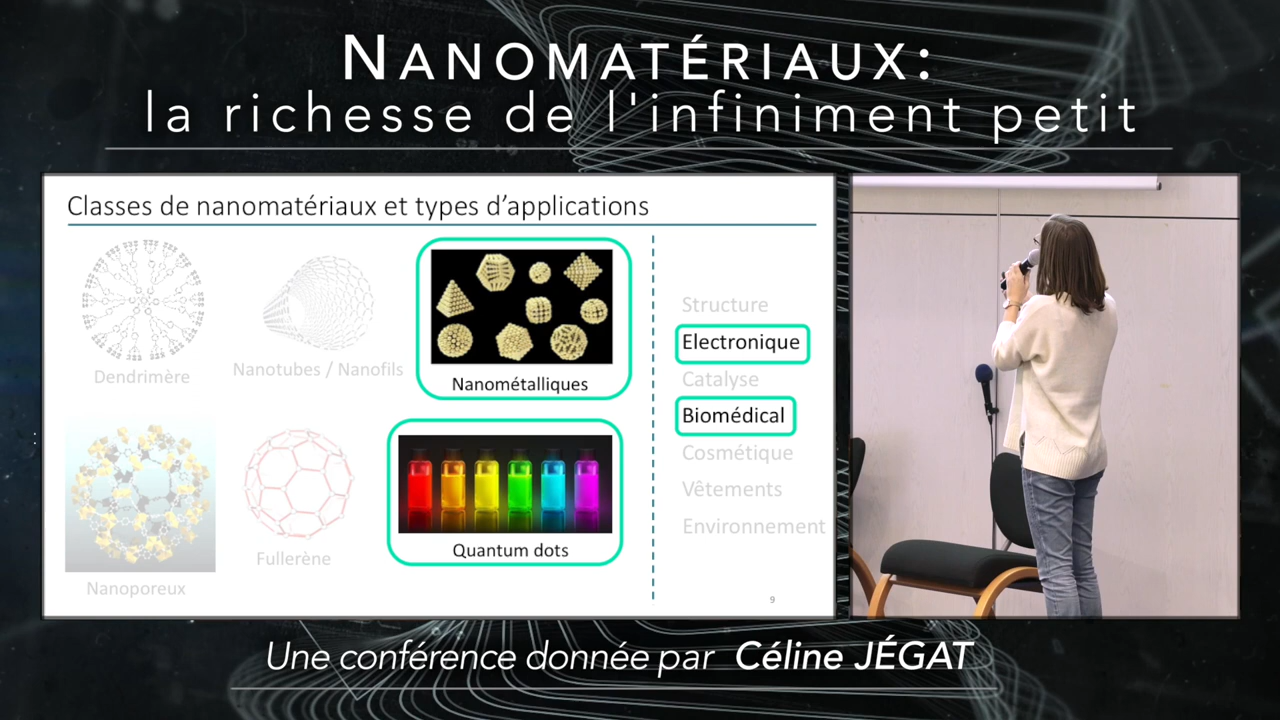 NANOMATÉRIAUX:
la richesse de l'infiniment petit
Classes de nanomatériaux et types d’applications
Dendrimère
Nanotubes / Nanofils
Nanométalliques
Nanoporeux
Fullerène
Quantum dots
Structure
Electronique
Catalyse
Biomédical
Cosmétique
Vêtements
Environnement
9
Une conférence donnée par Céline JÉGAT